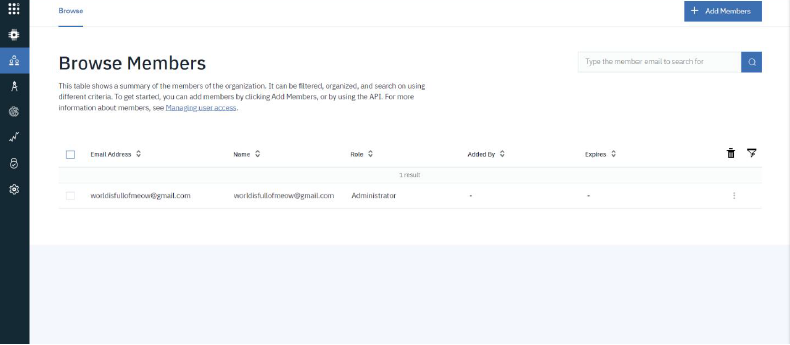 Browse
Add Members
Browse Members
Type the member email to search for
This table shows a summary of the members of the organization. It can be filtered, organized, and search on using
different criteria. To get started, you can add members by clicking Add Members, or by using the API. For more
information about members, see Managing user access.
Email Address Name Role Added By Expires
1 result
worldisfullofmeow@gmail.com worldisfullofmeow@gmail.com Administrator - -